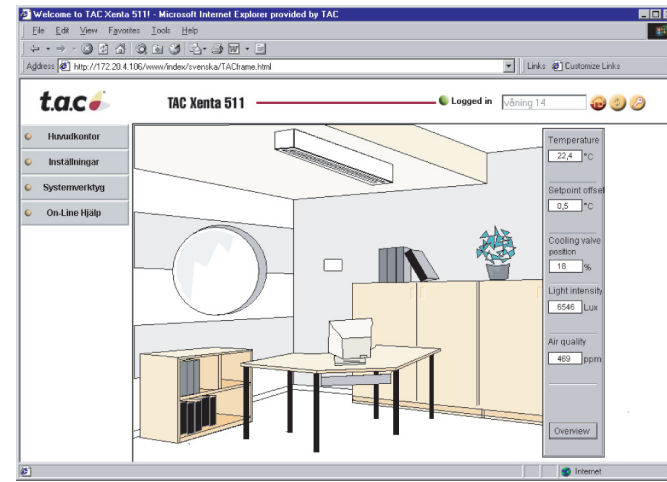 Welcome to TAC Xenta 511! - Microsoft Internet Explorer provided by TAC
File Edit View Favorites Tools Help
Address http://172.20.4.106/www/index/svenska/TACframe.html Links Customize Links
t.a.c TAC Xenta 511 Logged in våning 14
Huvudkontor
Inställningar
Systemverktyg
On-Line Hjälp
Temperature
22,4 °C
Setpoint offset
0,5 °C
Cooling valve
position
18 %
Light intensity
6546 Lux
Air quality
469 ppm
Overview
Internet